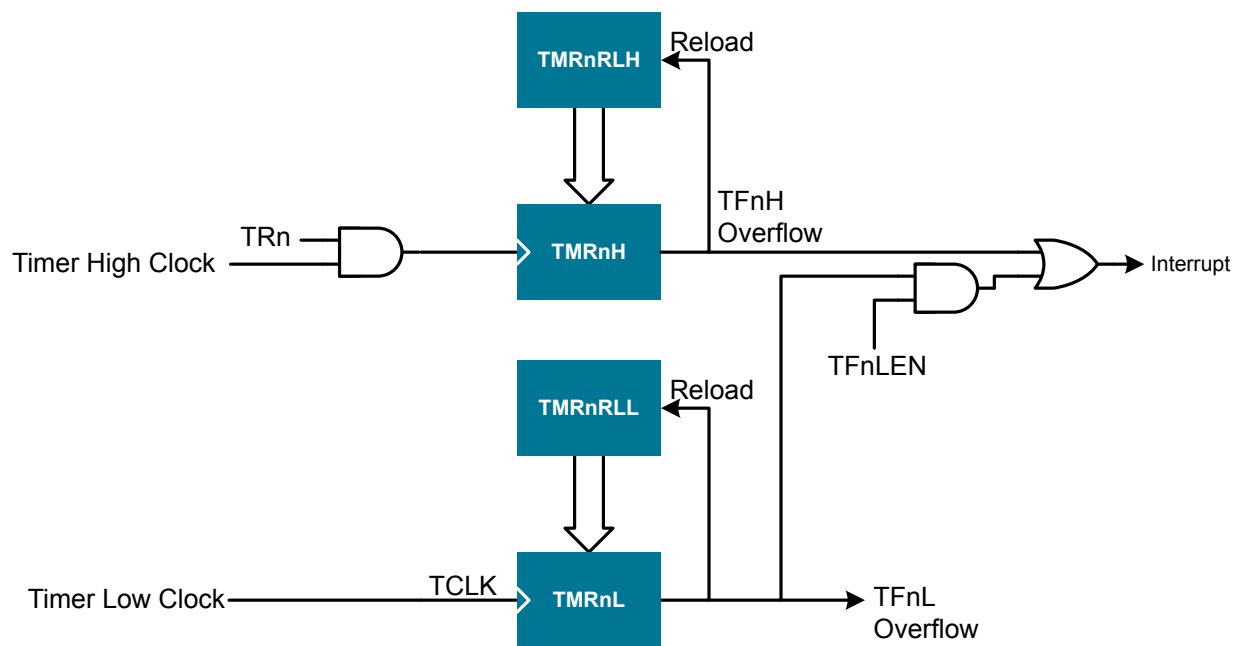 TMRnRLH
Reload
TRn
Timer High Clock
TMRnH
TFnH
Overflow
Interrupt
TFnLEN
TMRnRLL
Reload
Timer Low Clock
TCLK
TMRnL
TFnL
Overflow